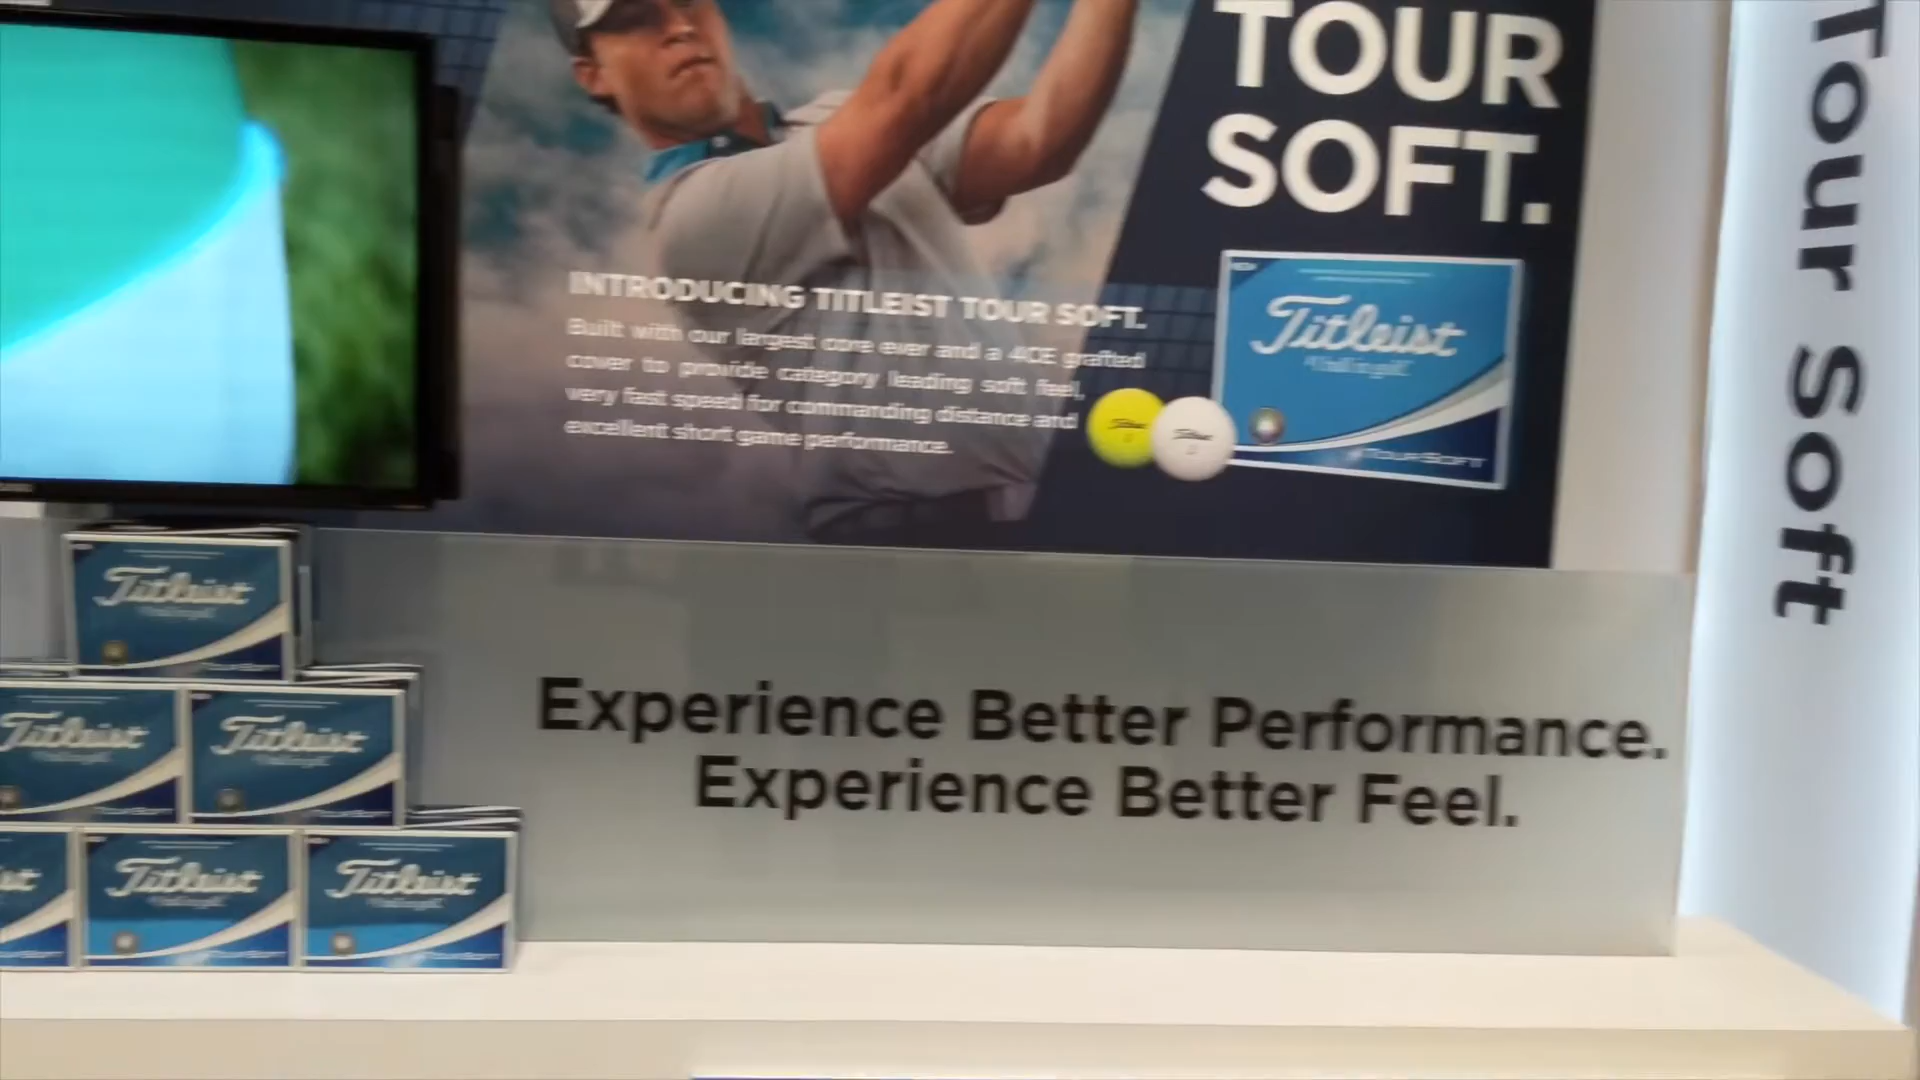 TOUR
SOFT.
Tour Soft
INTRODUCING TITLEIST TOUR SOFT.
Built with our largest core ever and a 4CE grafted
cover to provide category leading soft feel,
very fast speed for commanding distance and
excellent short game performance.
Titleist
TOURSOFT
Titleist
Titleist
Titleist
Titleist
Titleist
Experience Better Performance.
Experience Better Feel.